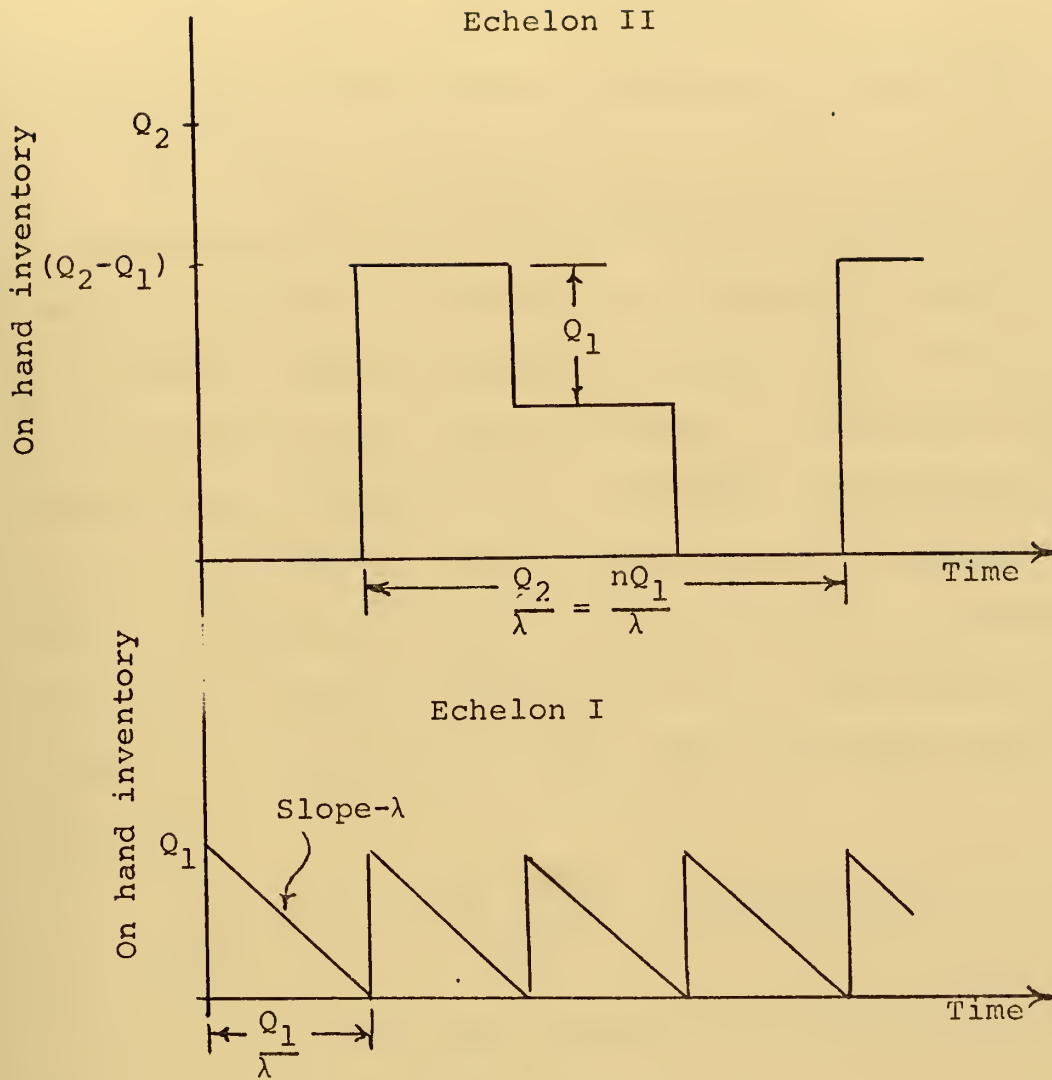 Echelon II
On hand inventory
Q₂
(Q₂-Q₁)
Q₁
Time
Q₂/λ = nQ₁/λ
Echelon I
On hand inventory
Slope-λ
Q₁
Time
Q₁/λ